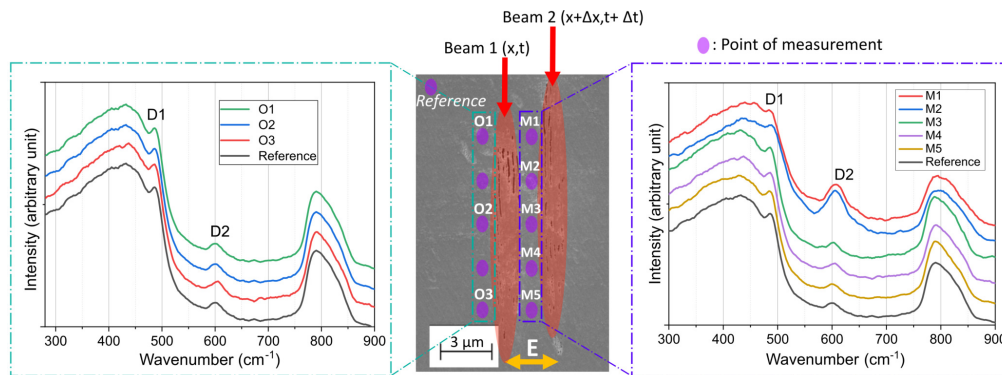 Beam 2 (x+Δx,t+ Δt)
Beam 1 (x,t)
: Point of measurement
Intensity (arbitrary unit)
D1
D2
O1
O2
O3
Reference
300 400 500 600 700 800 900
Wavenumber (cm⁻¹)
Reference
O1
O2
O3
M1
M2
M3
M4
M5
3 µm
E
Intensity (arbitrary unit)
D1
D2
M1
M2
M3
M4
M5
Reference
300 400 500 600 700 800 900
Wavenumber (cm⁻¹)